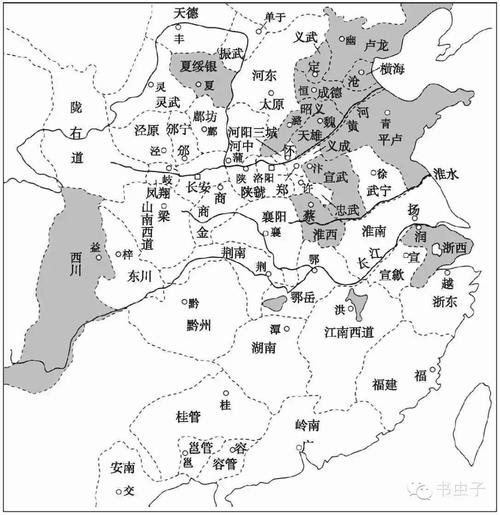 天德
丰
单于
振武
义武
定
幽
卢龙
夏绥银
夏
河东
太原
恒
成德
沧
横海
灵
灵武
昭义
潞
魏
天雄
河
黄
青
平卢
陇右道
泾原
泾
邠宁
邠
鄜坊
鄜
河阳三城
河中
蒲
怀
义成
汴
宣武
徐
武宁
岐
凤翔
长安
陕
洛阳
陕虢
郑
许
忠武
蔡
淮西
淮水
山南西道
梁
商
商
金
襄阳
襄
淮南
扬
润
浙西
西川
益
梓
东川
荆南
荆
鄂
鄂岳
长江
宣歙
宣
越
浙东
黔
黔州
潭
湖南
洪
江南西道
福建
福
桂
桂管
岭南
广
邕管
邕
容
容管
安南
交
书虫子